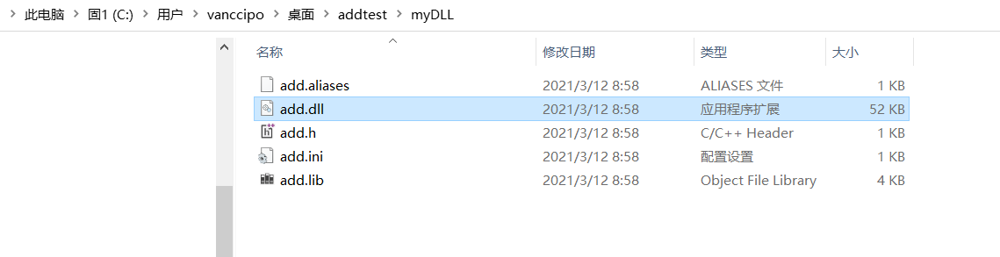 此电脑 > 固1 (C:) > 用户 > vanccipo > 桌面 > addtest > myDLL
名称 修改日期 类型 大小
add.aliases 2021/3/12 8:58 ALIASES 文件 1 KB
add.dll 2021/3/12 8:58 应用程序扩展 52 KB
add.h 2021/3/12 8:58 C/C++ Header 1 KB
add.ini 2021/3/12 8:58 配置设置 1 KB
add.lib 2021/3/12 8:58 Object File Library 4 KB